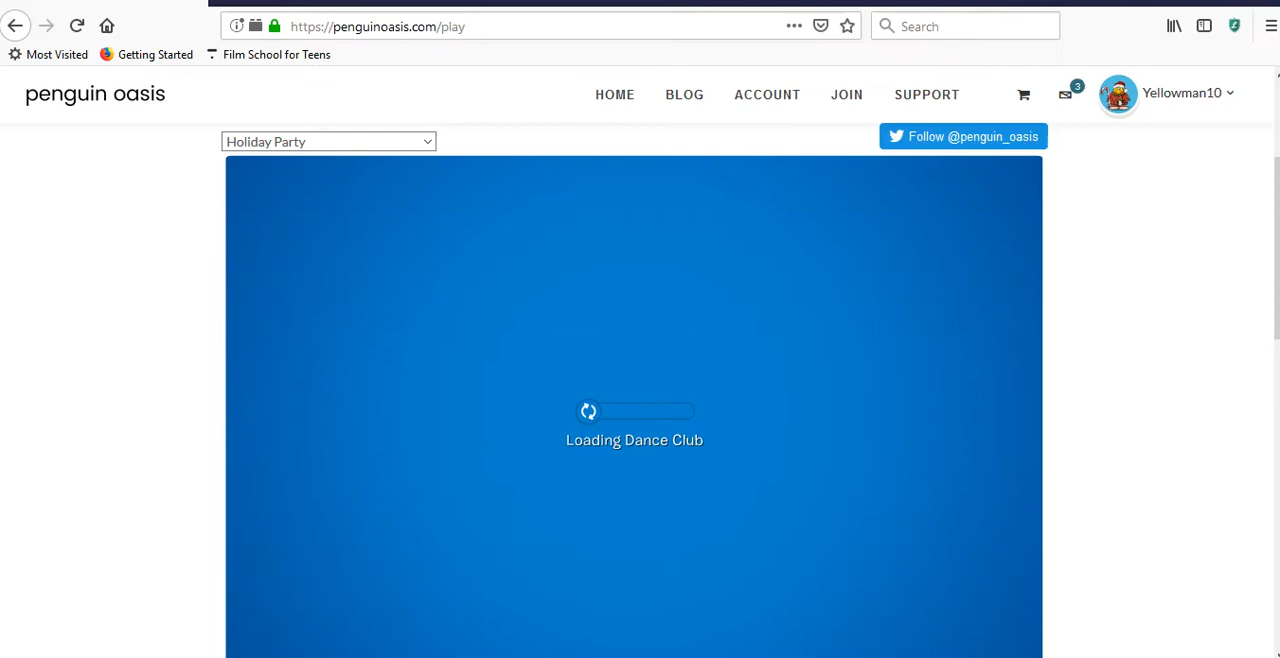 https://penguinoasis.com/play
Search
Most Visited
Getting Started
Film School for Teens
penguin oasis
HOME
BLOG
ACCOUNT
JOIN
SUPPORT
3
Yellowman10
Holiday Party
Follow @penguin_oasis
Loading Dance Club